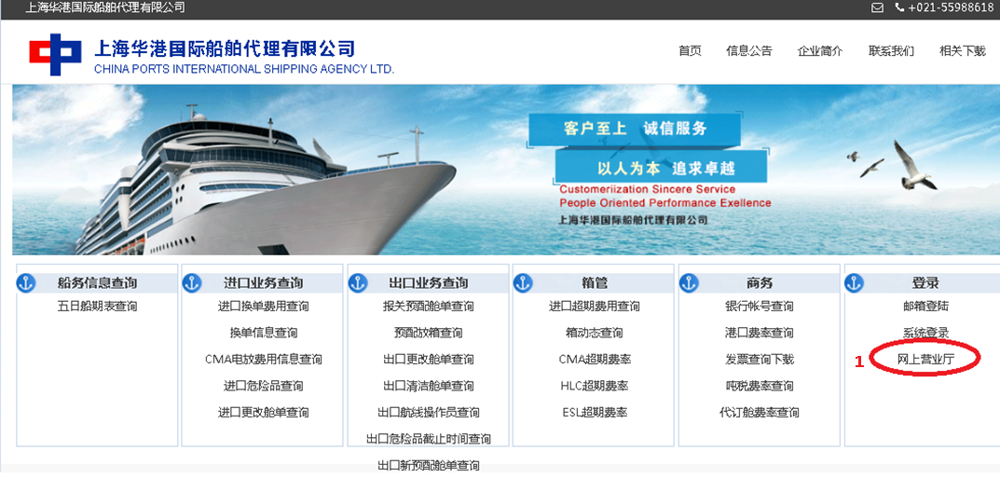 上海华港国际船舶代理有限公司
+021-55988618
上海华港国际船舶代理有限公司
CHINA PORTS INTERNATIONAL SHIPPING AGENCY LTD.
首页 信息公告 企业简介 联系我们 相关下载
客户至上 诚信服务
以人为本 追求卓越
Customeriization Sincere Service
People Oriented Performance Exellence
上海华港国际船舶代理有限公司
船务信息查询
五日船期表查询
进口业务查询
进口换单费用查询
换单信息查询
CMA电放费用信息查询
进口危险品查询
进口更改舱单查询
出口业务查询
报关预配舱单查询
预配放箱查询
出口更改舱单查询
出口清洁舱单查询
出口航线操作员查询
出口危险品截止时间查询
出口新预配舱单查询
箱管
进口超期费用查询
箱动态查询
CMA超期费率
HLC超期费率
ESL超期费率
商务
银行帐号查询
港口费率查询
发票查询下载
吨税费率查询
代订舱费率查询
登录
邮箱登陆
系统登录
1 网上营业厅